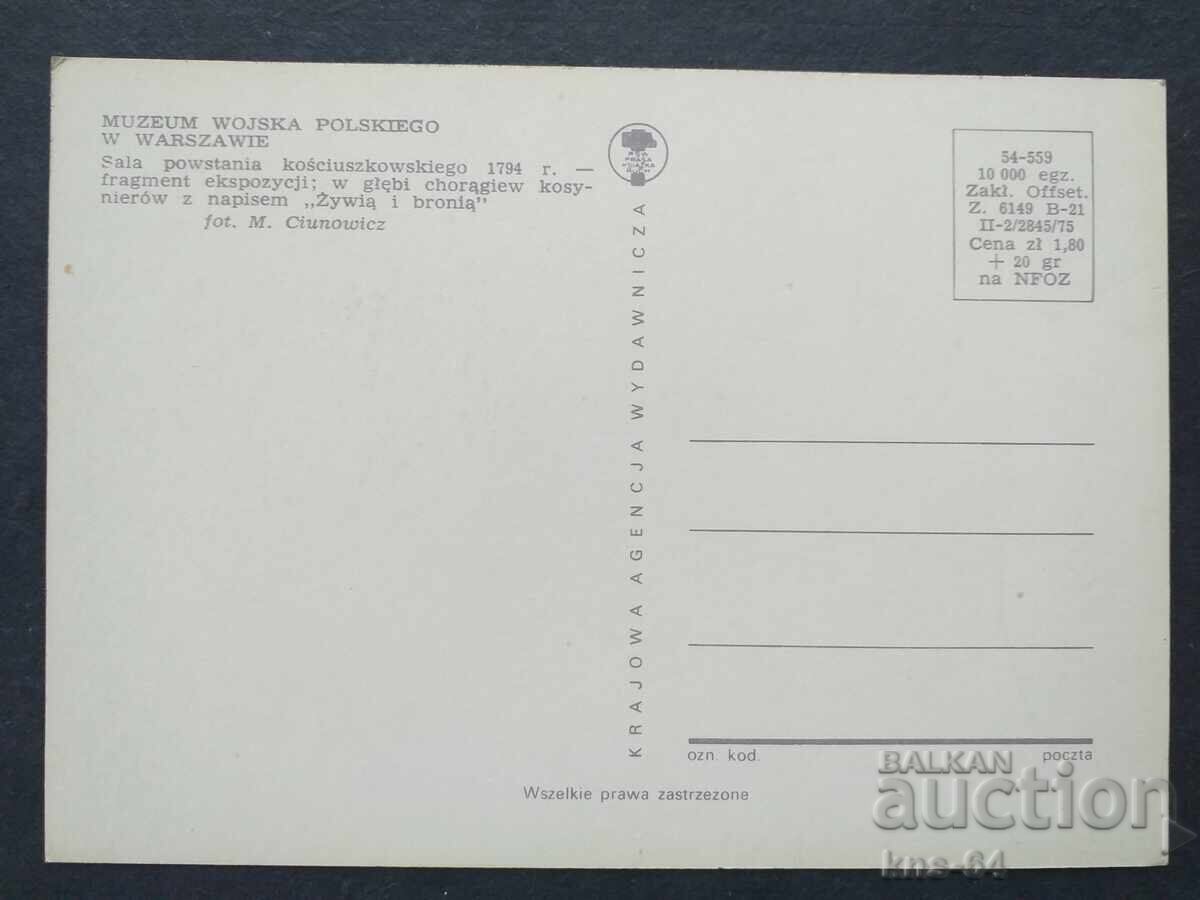 MUZEUM WOJSKA POLSKIEGO
W WARSZAWIE
Sala powstania kościuszkowskiego 1794 r. —
fragment ekspozycji; w głębi chorągiew kosy-
nierów z napisem „Żywią i bronią"
fot. M. Ciunowicz
KRAJOWA AGENCJA WYDAWNICZA
54-559
10 000 egz.
Zakł. Offset.
Z. 6149 B-21
II-2/2845/75
Cena zł 1,80
+ 20 gr
na NFOZ
ozn. kod.
poczta
Wszelkie prawa zastrzezone
BALKAN
auction
kns-64